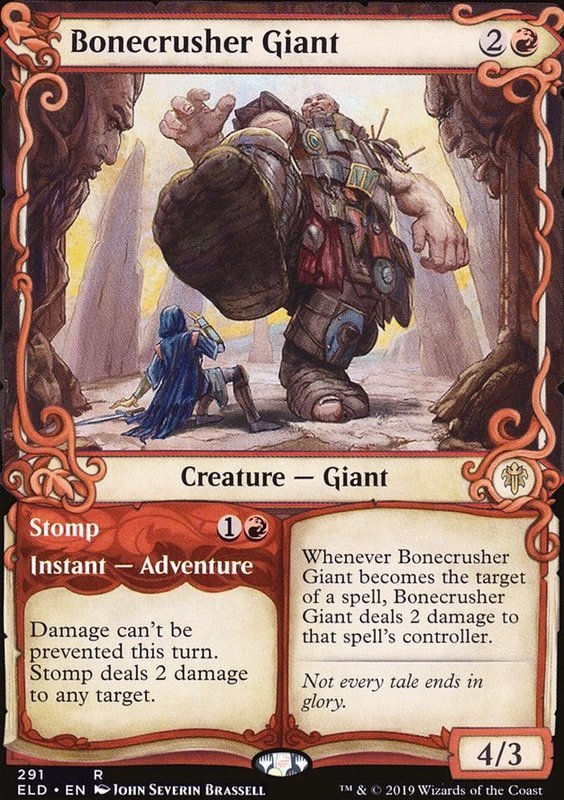 Bonecrusher Giant 2
Creature — Giant
Stomp 1
Instant — Adventure
Damage can't be
prevented this turn.
Stomp deals 2 damage
to any target.
Whenever Bonecrusher
Giant becomes the target
of a spell, Bonecrusher
Giant deals 2 damage to
that spell's controller.
Not every tale ends in
glory.
4/3
291 R
ELD • EN John Severin Brassell
™ & © 2019 Wizards of the Coast